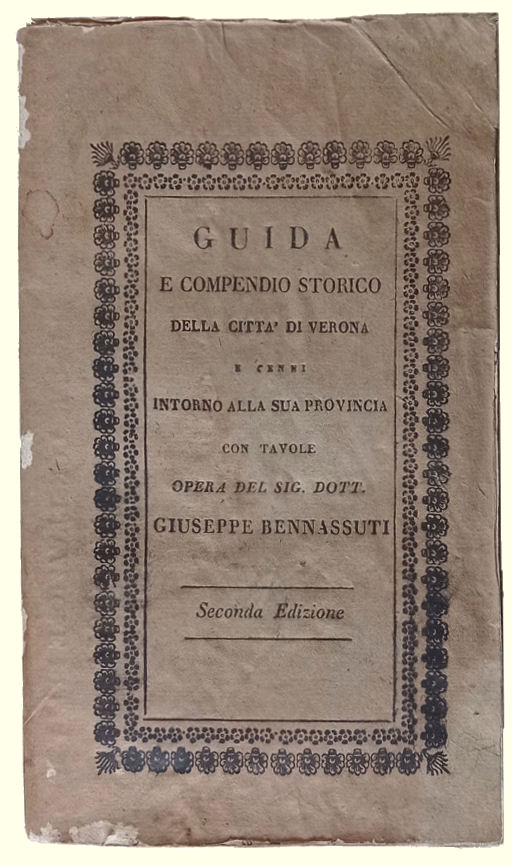 GUIDA
E COMPENDIO STORICO
DELLA CITTA' DI VERONA
E CENNI
INTORNO ALLA SUA PROVINCIA
CON TAVOLE
OPERA DEL SIG. DOTT.
GIUSEPPE BENNASSUTI
Seconda Edizione